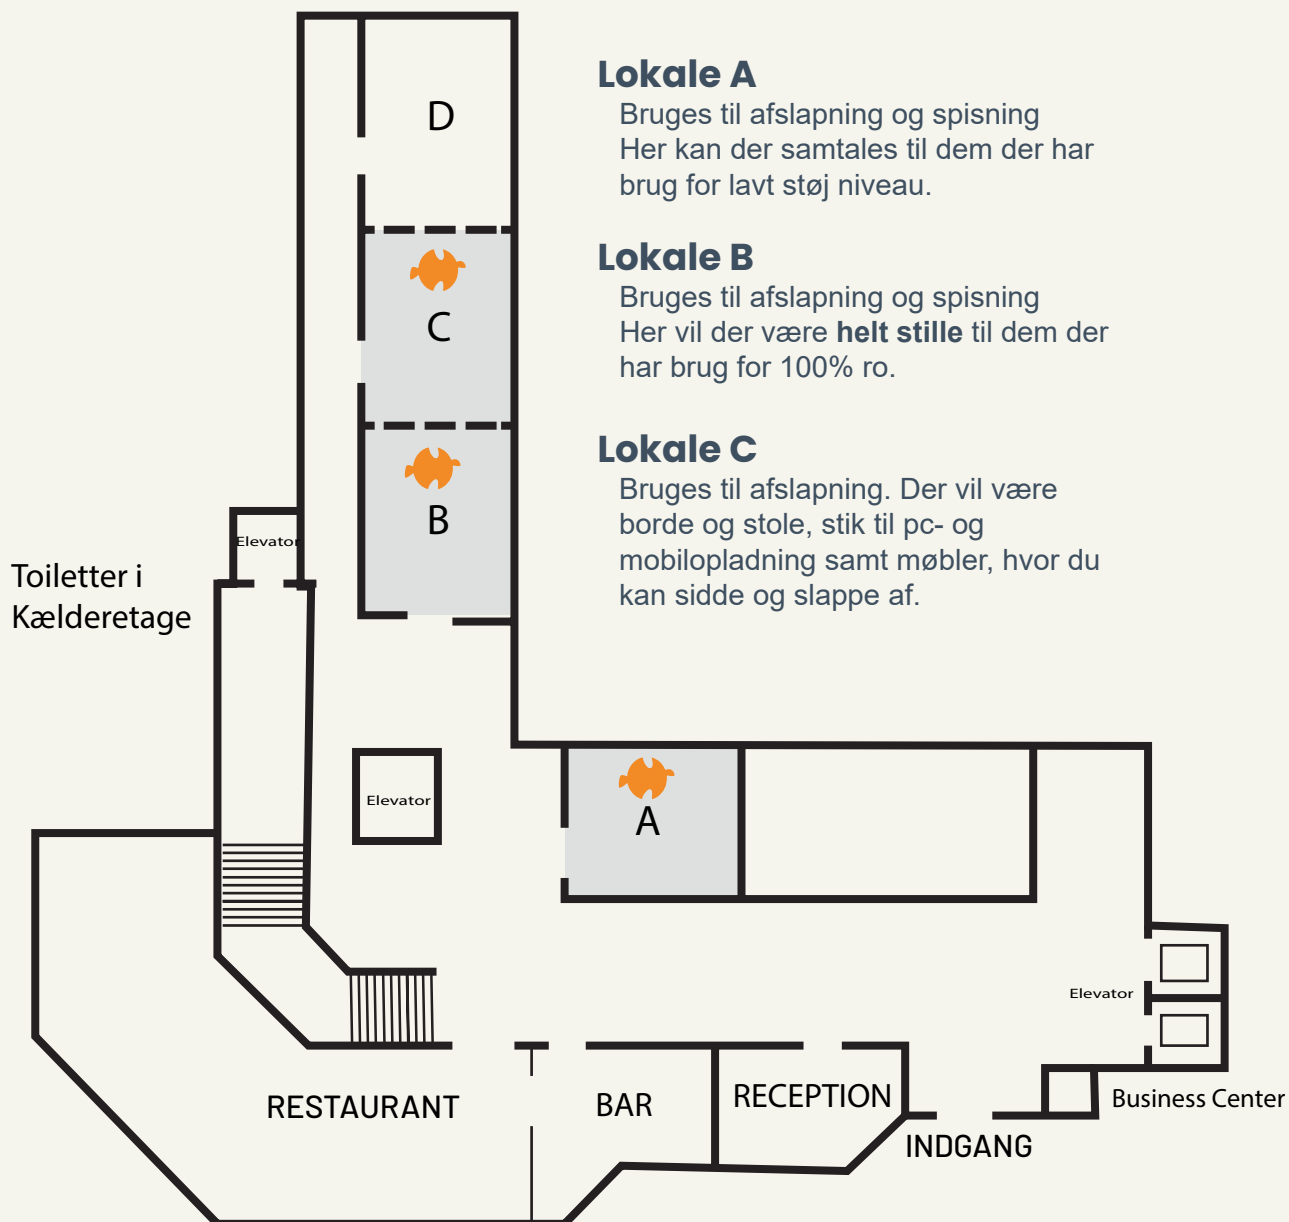 D
Lokale A
Bruges til afslapning og spisning
Her kan der samtales til dem der har
brug for lavt støj niveau.
Lokale B
Bruges til afslapning og spisning
Her vil der være helt stille til dem der
har brug for 100% ro.
C
Lokale C
Bruges til afslapning. Der vil være
borde og stole, stik til pc- og
mobilopladning samt møbler, hvor du
kan sidde og slappe af.
B
Elevator
Toiletter i
Kælderetage
Elevator
A
Elevator
RESTAURANT
BAR
RECEPTION
Business Center
INDGANG